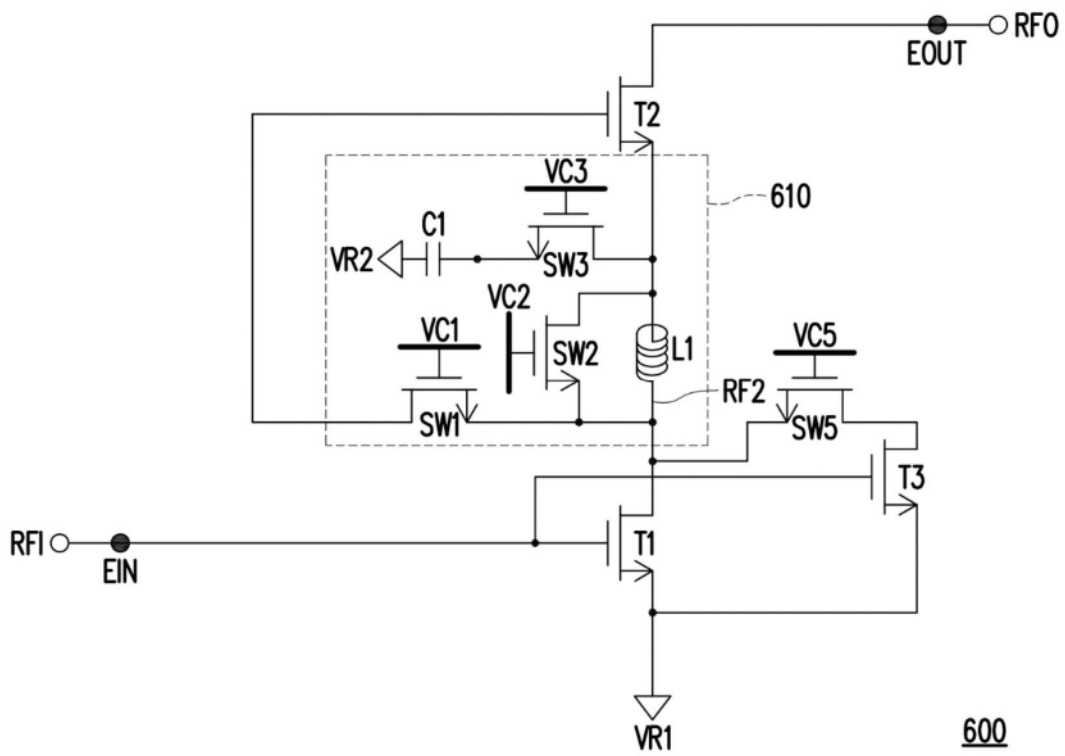 RFO
EOUT
T2
VC3
610
C1
VR2
SW3
VC2
VC1
SW2
L1
VC5
RF2
SW1
SW5
T3
RFI
EIN
T1
VR1
600